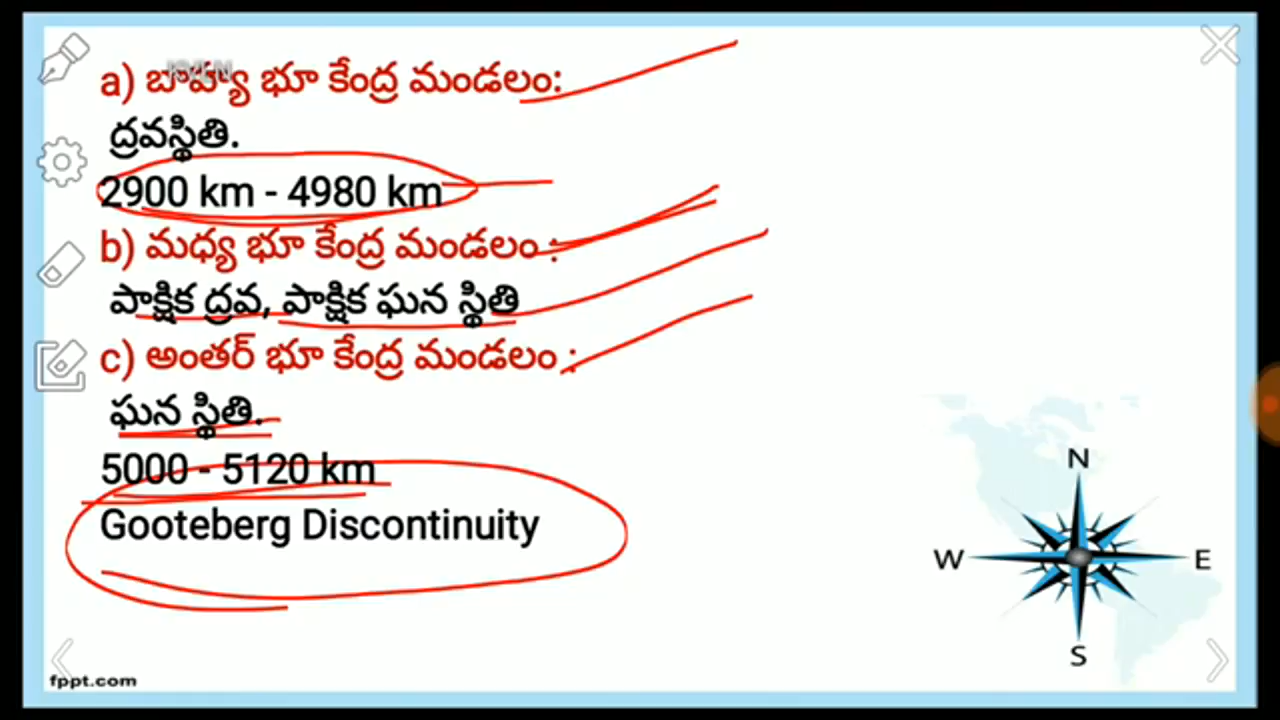 a) బాహ్య భూ కేంద్ర మండలం:
ద్రవస్థితి.
2900 km - 4980 km
b) మధ్య భూ కేంద్ర మండలం :
పాక్షిక ద్రవ, పాక్షిక ఘన స్థితి
c) అంతర్ భూ కేంద్ర మండలం :
ఘన స్థితి.
5000 - 5120 km
Gooteberg Discontinuity
N
W E
S
fppt.com